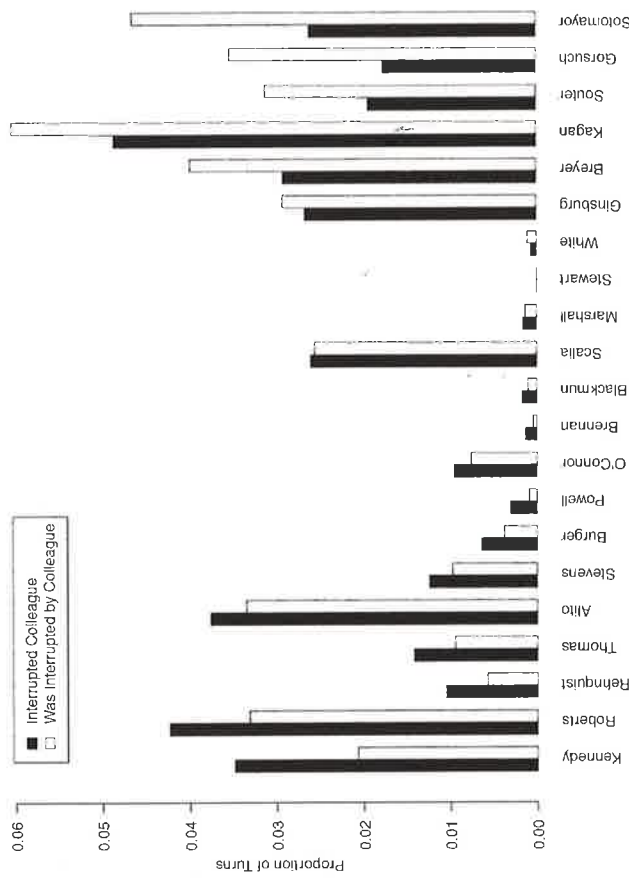 Interrupted Colleague
Was Interrupted by Colleague
Proportion of Turns
0.06
0.05
0.04
0.03
0.02
0.01
0.00
Kennedy
Roberts
Rehnquist
Thomas
Alito
Stevens
Burger
Powell
O'Connor
Brennan
Blackmun
Scalia
Marshall
Stewart
White
Ginsburg
Breyer
Kagan
Souter
Gorsuch
Sotomayor